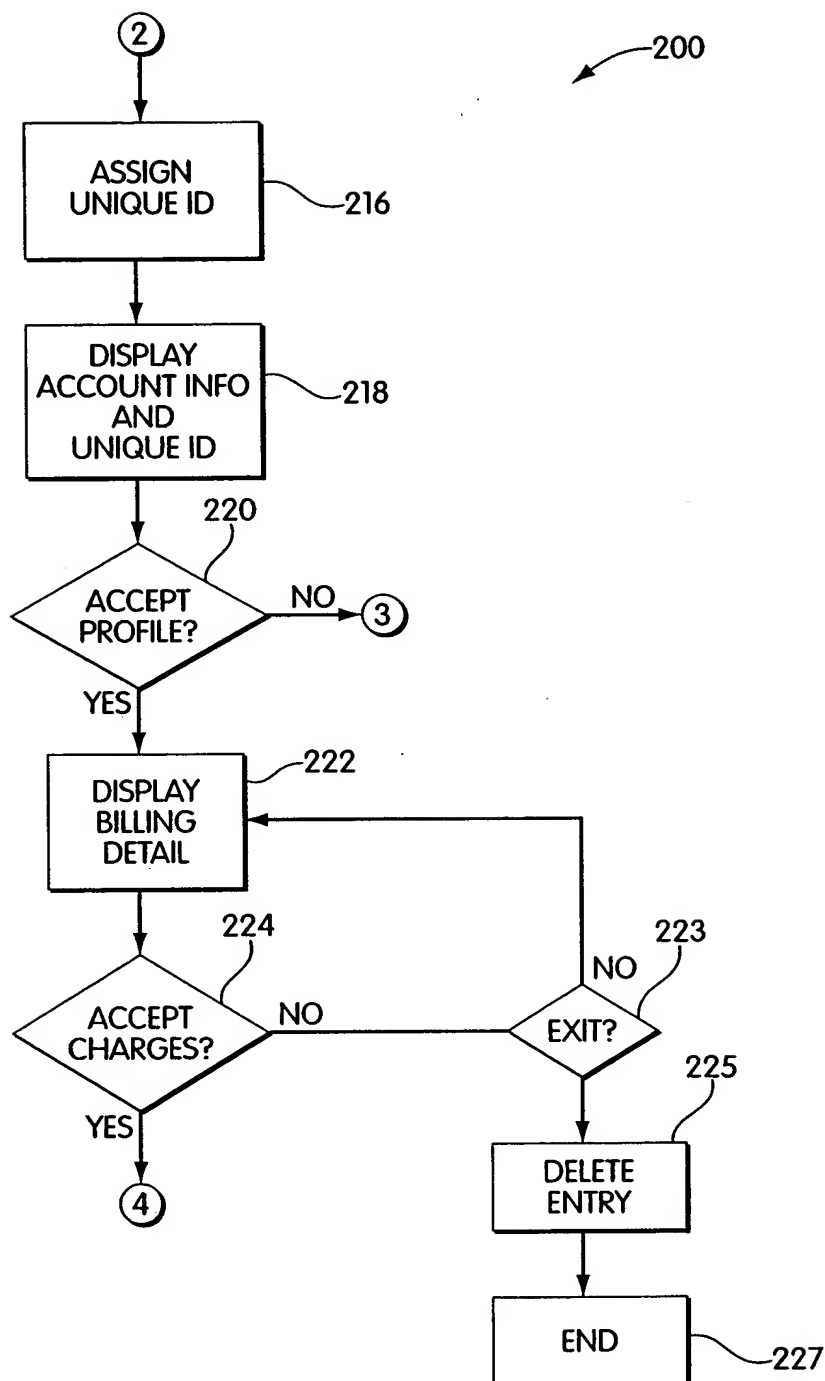 2
200
ASSIGN
UNIQUE ID
216
DISPLAY
ACCOUNT INFO
AND
UNIQUE ID
218
220
ACCEPT
PROFILE?
NO
3
YES
222
DISPLAY
BILLING
DETAIL
224
223
NO
ACCEPT
CHARGES?
NO
EXIT?
225
YES
DELETE
ENTRY
4
END
227